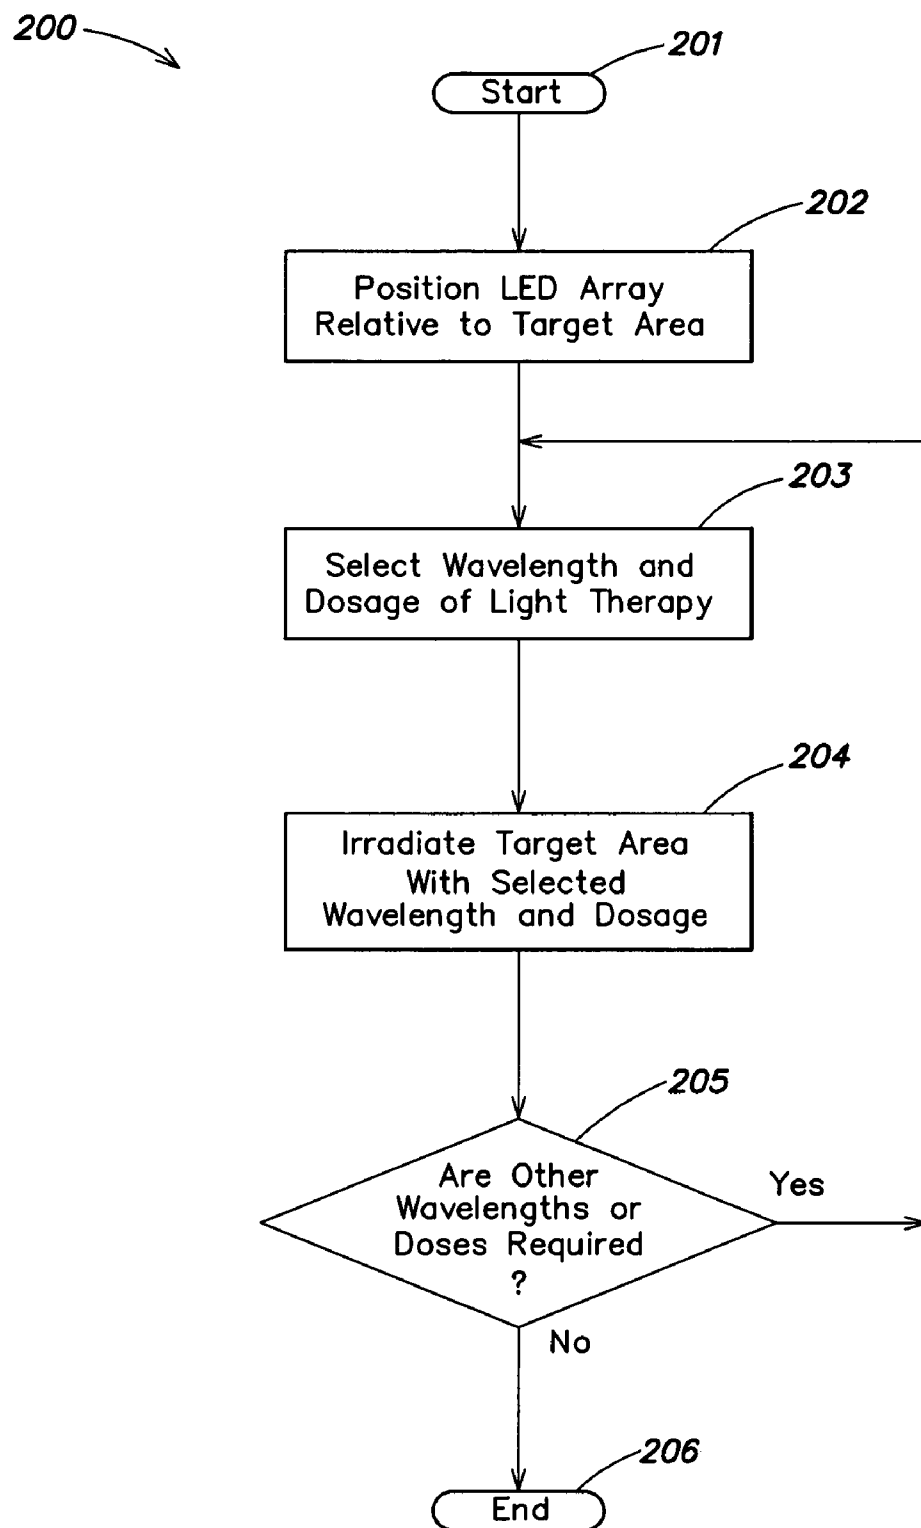 200
201
Start
202
Position LED Array
Relative to Target Area
203
Select Wavelength and
Dosage of Light Therapy
204
Irradiate Target Area
With Selected
Wavelength and Dosage
205
Are Other
Wavelengths or
Doses Required
?
Yes
No
206
End